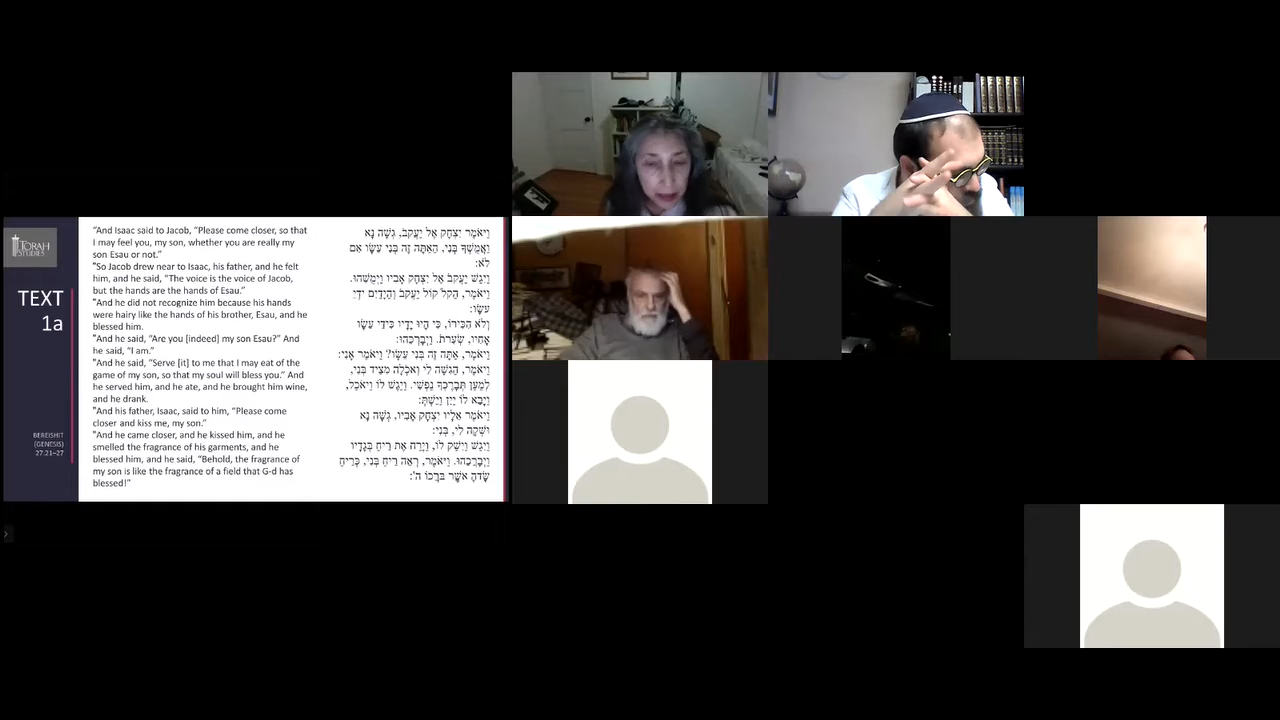 TORAH
STUDIES
TEXT
1a
BEREISHIT
(GENESIS)
27:21–27
“And Isaac said to Jacob, “Please come closer, so that
I may feel you, my son, whether you are really my
son Esau or not.”
“So Jacob drew near to Isaac, his father, and he felt
him, and he said, “The voice is the voice of Jacob,
but the hands are the hands of Esau.”
“And he did not recognize him because his hands
were hairy like the hands of his brother, Esau, and he
blessed him.
“And he said, “Are you [indeed] my son Esau?” And
he said, “I am.”
“And he said, “Serve [it] to me that I may eat of the
game of my son, so that my soul will bless you.” And
he served him, and he ate, and he brought him wine,
and he drank.
“And his father, Isaac, said to him, “Please come
closer and kiss me, my son.”
“And he came closer, and he kissed him, and he
smelled the fragrance of his garments, and he
blessed him, and he said, “Behold, the fragrance of
my son is like the fragrance of a field that G-d has
blessed!”
וַיֹּאמֶר יִצְחָק אֶל יַעֲקֹב, גְּשָׁה נָּא
וַאֲמֻשְׁךָ בְּנִי, הַאַתָּה זֶה בְּנִי עֵשָׂו אִם
לֹא:
וַיִּגַּשׁ יַעֲקֹב אֶל יִצְחָק אָבִיו וַיְמֻשֵּׁהוּ.
וַיֹּאמֶר, הַקֹּל קוֹל יַעֲקֹב וְהַיָּדַיִם יְדֵי
עֵשָׂו:
וְלֹא הִכִּירוֹ, כִּי הָיוּ יָדָיו כִּידֵי עֵשָׂו
אָחִיו, שְׂעִרֹת. וַיְבָרְכֵהוּ:
וַיֹּאמֶר, אַתָּה זֶה בְּנִי עֵשָׂו? וַיֹּאמֶר אָנִי:
וַיֹּאמֶר, הַגִּשָׁה לִּי וְאֹכְלָה מִצֵּיד בְּנִי,
לְמַעַן תְּבָרֶכְךָ נַפְשִׁי. וַיַּגֶּשׁ לוֹ וַיֹּאכַל,
וַיָּבֵא לוֹ יַיִן וַיֵּשְׁתְּ:
וַיֹּאמֶר אֵלָיו יִצְחָק אָבִיו, גְּשָׁה נָּא
וּשְׁקָה לִּי, בְּנִי:
וַיִּגַּשׁ וַיִּשַּׁק לוֹ, וַיָּרַח אֶת רֵיחַ בְּגָדָיו
וַיְבָרֲכֵהוּ. וַיֹּאמֶר, רְאֵה רֵיחַ בְּנִי, כְּרֵיחַ
שָׂדֶה אֲשֶׁר בֵּרֲכוֹ ה':